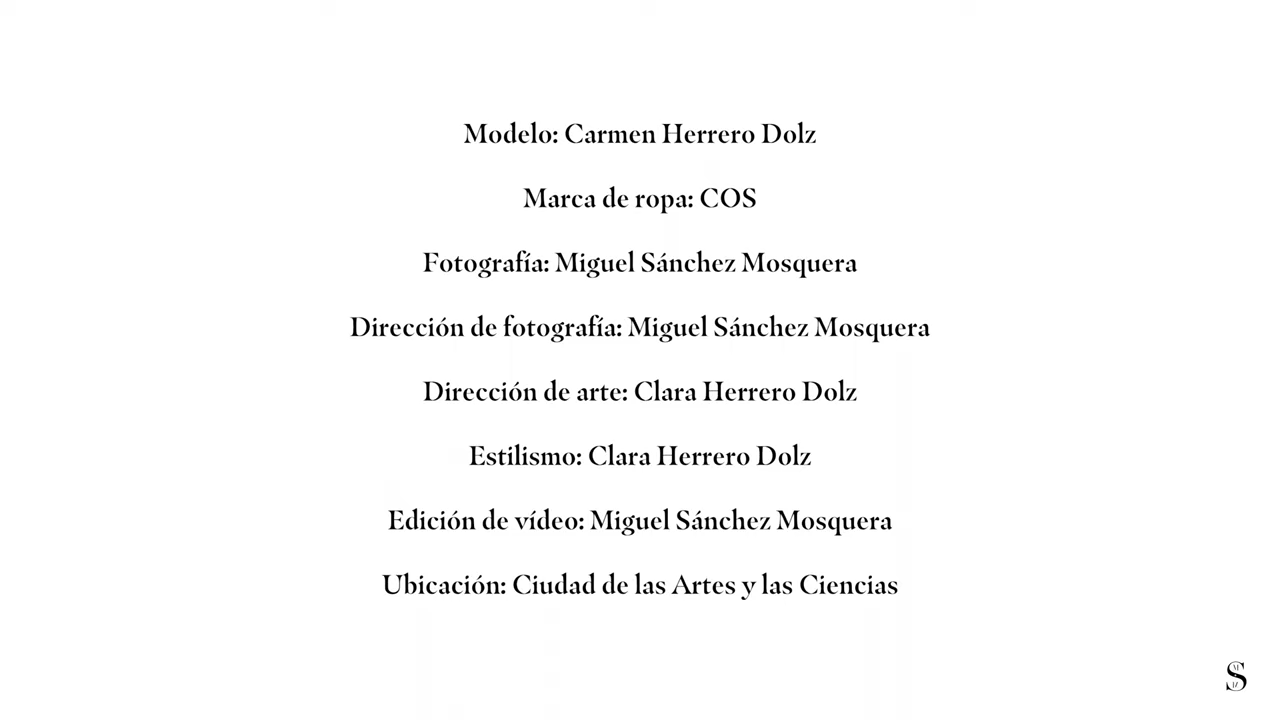 Modelo: Carmen Herrero Dolz
Marca de ropa: COS
Fotografía: Miguel Sánchez Mosquera
Dirección de fotografía: Miguel Sánchez Mosquera
Dirección de arte: Clara Herrero Dolz
Estilismo: Clara Herrero Dolz
Edición de vídeo: Miguel Sánchez Mosquera
Ubicación: Ciudad de las Artes y las Ciencias
S